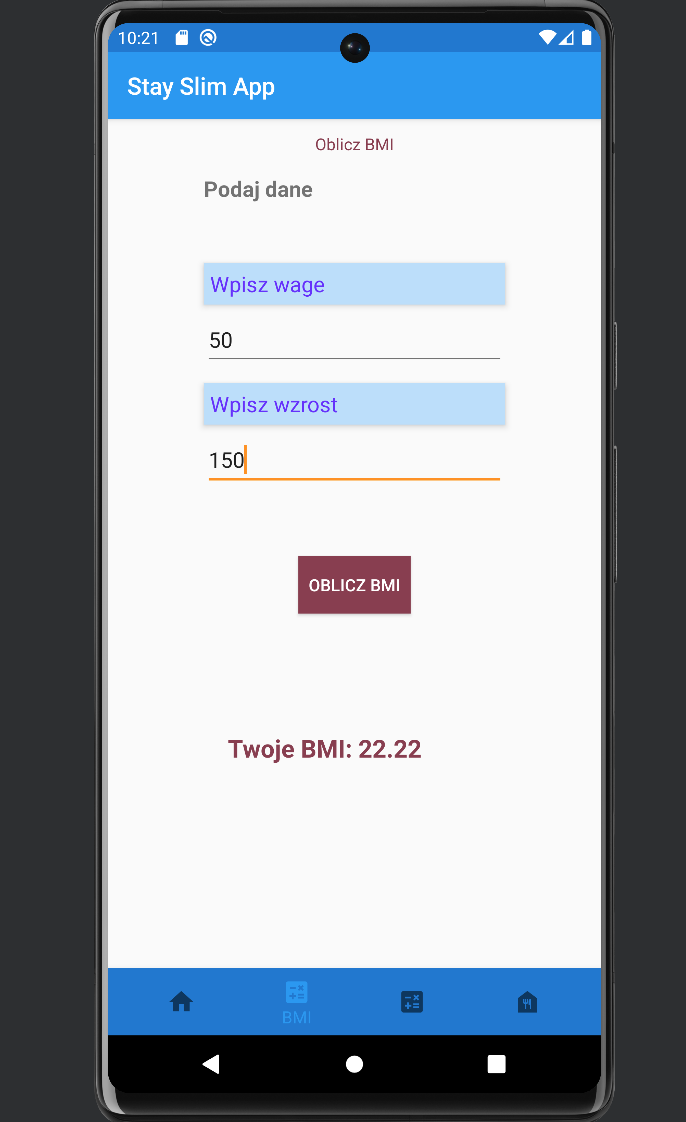 10:21
Stay Slim App
Oblicz BMI
Podaj dane
Wpisz wage
50
Wpisz wzrost
150
OBLICZ BMI
Twoje BMI: 22.22
BMI